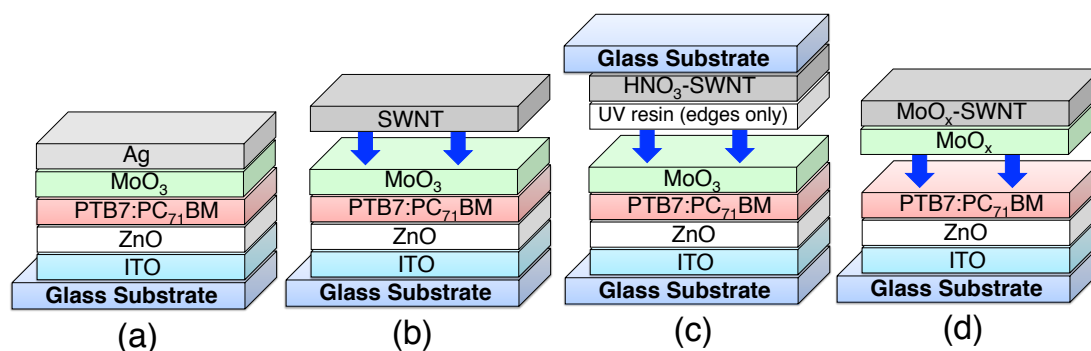 Ag
MoO₃
PTB7:PC₇₁BM
ZnO
ITO
Glass Substrate
(a)
SWNT
MoO₃
PTB7:PC₇₁BM
ZnO
ITO
Glass Substrate
(b)
Glass Substrate
HNO₃-SWNT
UV resin (edges only)
MoO₃
PTB7:PC₇₁BM
ZnO
ITO
Glass Substrate
(c)
MoOₓ-SWNT
MoOₓ
PTB7:PC₇₁BM
ZnO
ITO
Glass Substrate
(d)